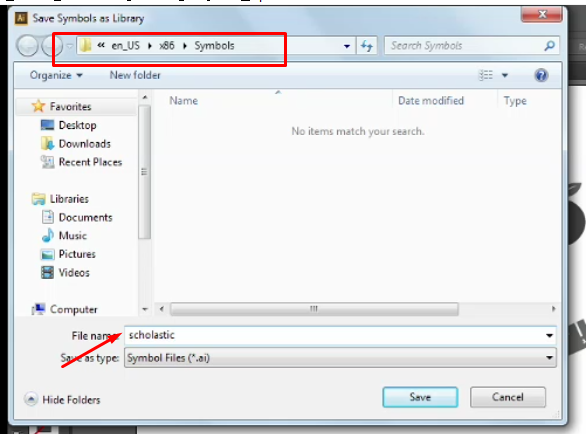 Save Symbols as Library
« en_US x86 Symbols
Search Symbols
Organize New folder
Name Date modified Type
No items match your search.
Favorites
Desktop
Downloads
Recent Places
Libraries
Documents
Music
Pictures
Videos
Computer
File name: scholastic
Save as type: Symbol Files (*.ai)
Hide Folders Save Cancel